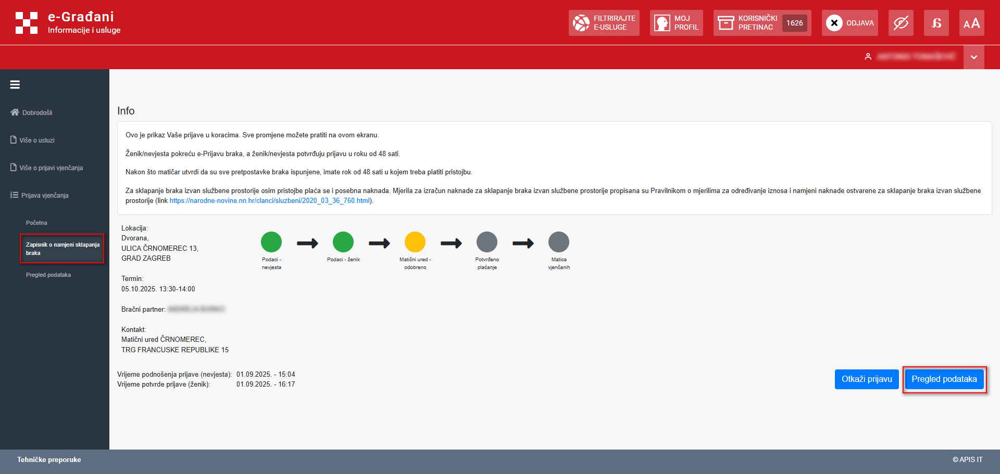 e-Građani
Informacije i usluge
FILTRIRAJTE
E-USLUGE
MOJ
PROFIL
KORISNIČKI
PRETINAC
1626
ODJAVA
AA
Dobrodošli
Više o usluzi
Više o prijavi vjenčanja
Prijava vjenčanja
Početna
Zapisnik o namjeni sklapanja
braka
Pregled podataka
Info
Ovo je prikaz Vaše prijave u koracima. Sve promjene možete pratiti na ovom ekranu.
Ženik/nevjesta pokreću e-Prijavu braka, a ženik/nevjesta potvrđuju prijavu u roku od 48 sati.
Nakon što matičar utvrdi da su sve pretpostavke braka ispunjene, imate rok od 48 sati u kojem treba platiti pristojbu.
Za sklapanje braka izvan službene prostorije osim pristojbe plaća se i posebna naknada. Mjerila za izračun naknade za sklapanje braka izvan službene prostorije propisana su Pravilnikom o mjerilima za određivanje iznosa i namjeni naknade ostvarene za sklapanje braka izvan službene
prostorije (link https://narodne-novine.nn.hr/clanci/sluzbeni/2020_03_36_760.html).
Lokacija:
Dvorana,
ULICA ČRNOMEREC 13,
GRAD ZAGREB
Podaci -
nevjesta
Podaci - ženik
Matični ured -
odobreno
Potvrđeno
plaćanje
Matica
vjenčanih
Termin:
05.10.2025. 13:30-14:00
Bračni partner:
Kontakt:
Matični ured ČRNOMEREC,
TRG FRANCUSKE REPUBLIKE 15
Vrijeme podnošenja prijave (nevjesta): 01.09.2025. - 15:04
Vrijeme potvrde prijave (ženik): 01.09.2025. - 16:17
Otkaži prijavu
Pregled podataka
Tehničke preporuke
© APIS IT